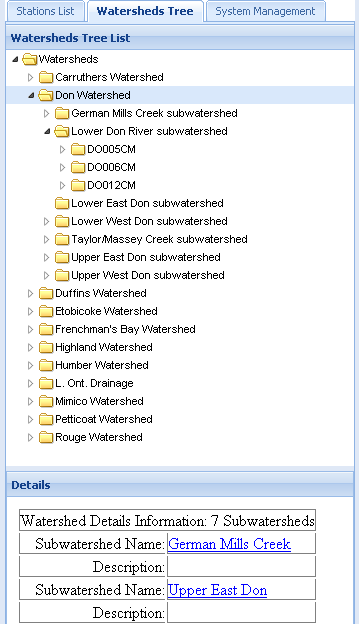 Stations List Watersheds Tree System Management
Watersheds Tree List
Watersheds
Carruthers Watershed
Don Watershed
German Mills Creek subwatershed
Lower Don River subwatershed
DO005CM
DO006CM
DO012CM
Lower East Don subwatershed
Lower West Don subwatershed
Taylor/Massey Creek subwatershed
Upper East Don subwatershed
Upper West Don subwatershed
Duffins Watershed
Etobicoke Watershed
Frenchman's Bay Watershed
Highland Watershed
Humber Watershed
L. Ont. Drainage
Mimico Watershed
Petticoat Watershed
Rouge Watershed
Details
Watershed Details Information: 7 Subwatersheds
Subwatershed Name: German Mills Creek
Description:
Subwatershed Name: Upper East Don
Description: